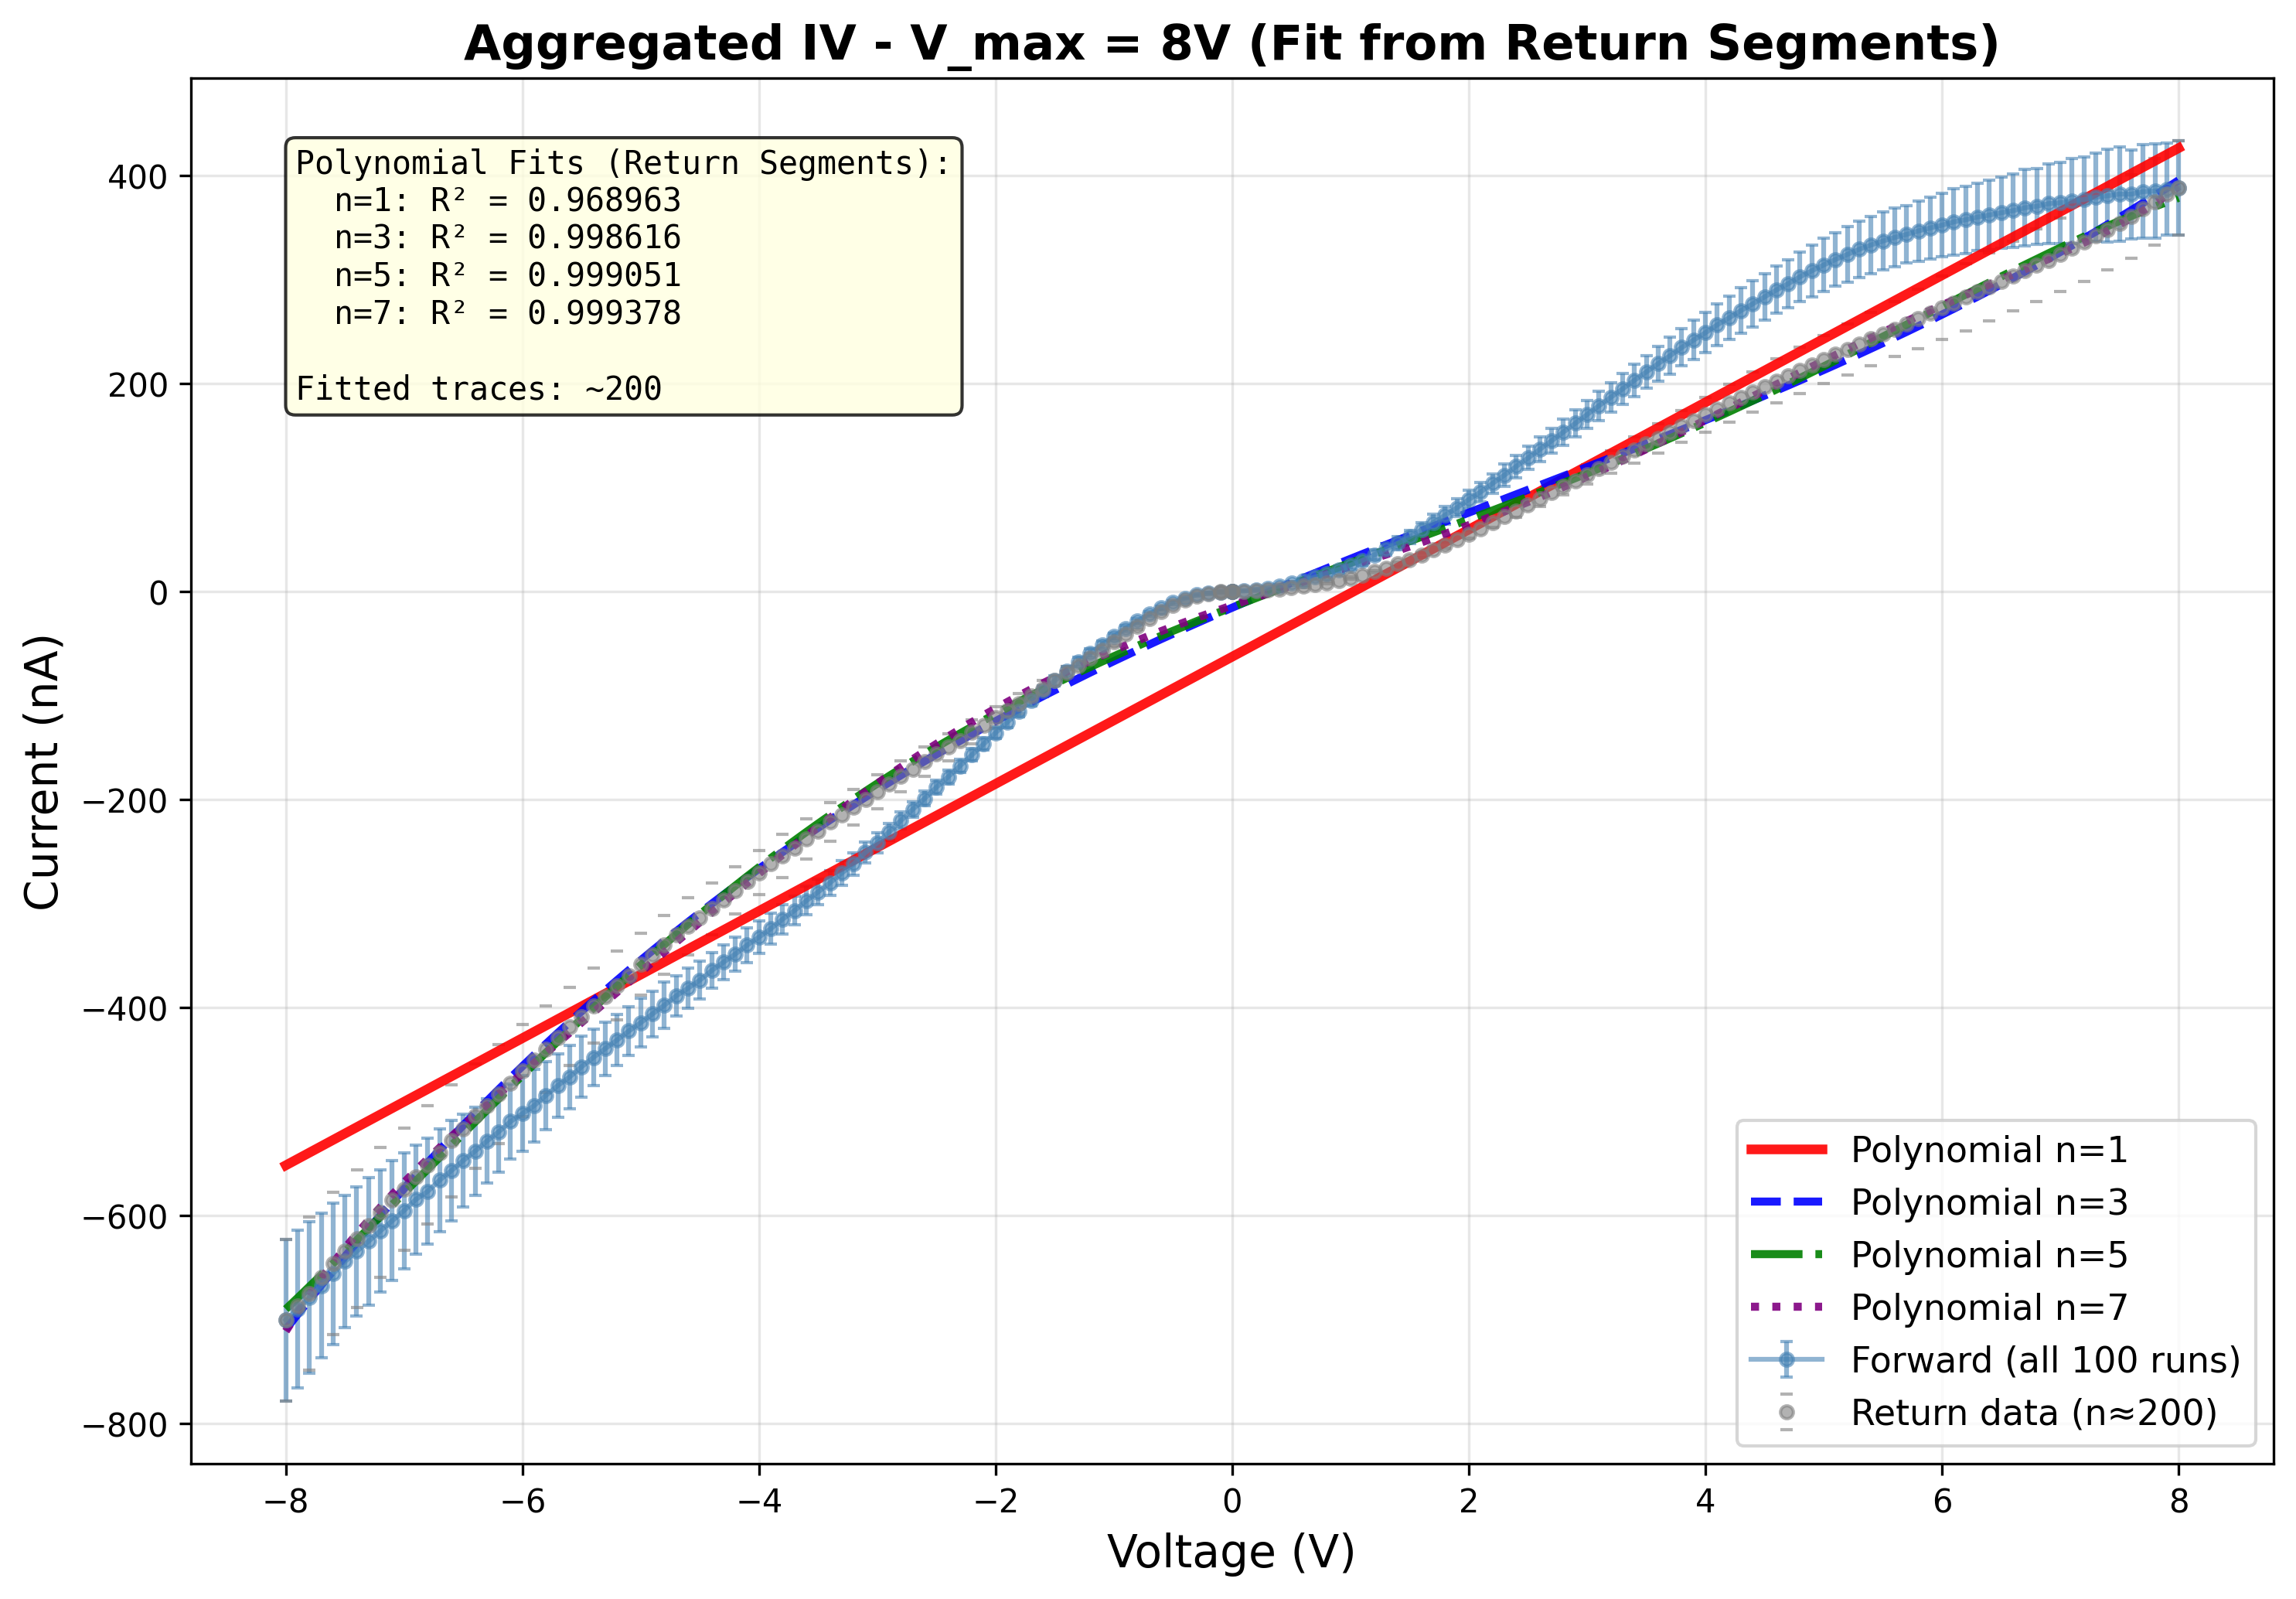 Aggregated IV - V_max = 8V (Fit from Return Segments)
Polynomial Fits (Return Segments):
n=1: R² = 0.968963
n=3: R² = 0.998616
n=5: R² = 0.999051
n=7: R² = 0.999378
Fitted traces: ~200
Current (nA)
400
200
0
−200
−400
−600
−800
Polynomial n=1
Polynomial n=3
Polynomial n=5
Polynomial n=7
Forward (all 100 runs)
Return data (n≈200)
−8 −6 −4 −2 0 2 4 6 8
Voltage (V)